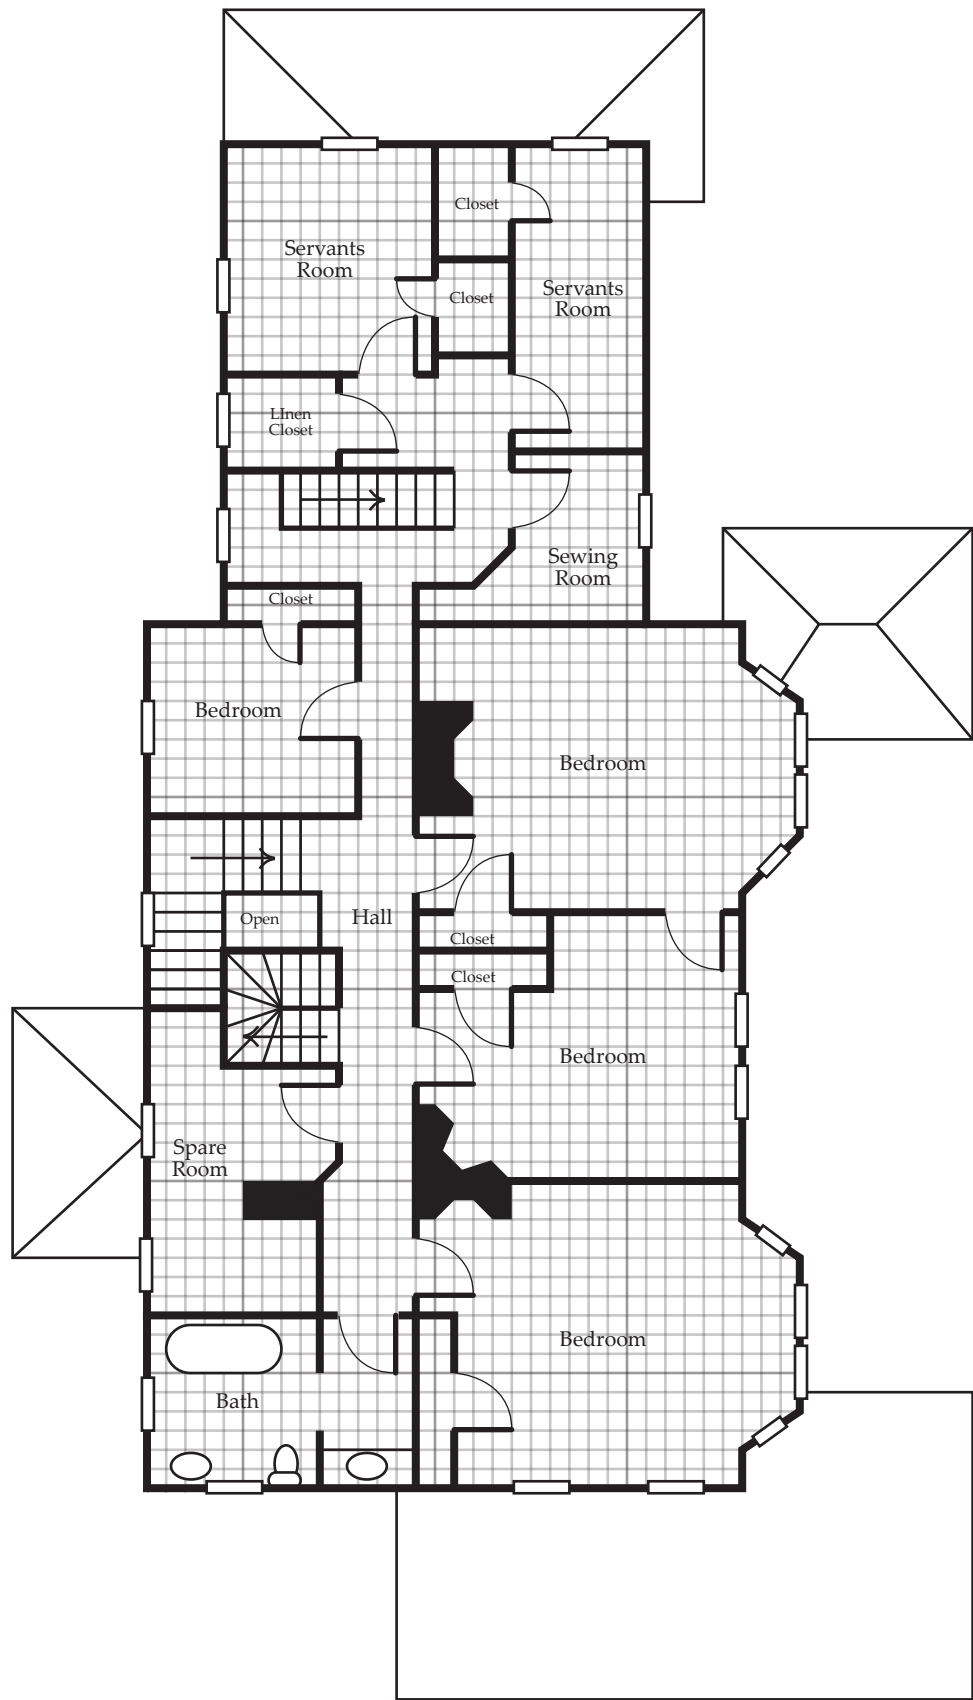 Closet
Servants
Room
Closet
Servants
Room
LInen
Closet
Sewing
Room
Closet
Bedroom
Bedroom
Open
Hall
Closet
Closet
Bedroom
Spare
Room
Bedroom
Bath